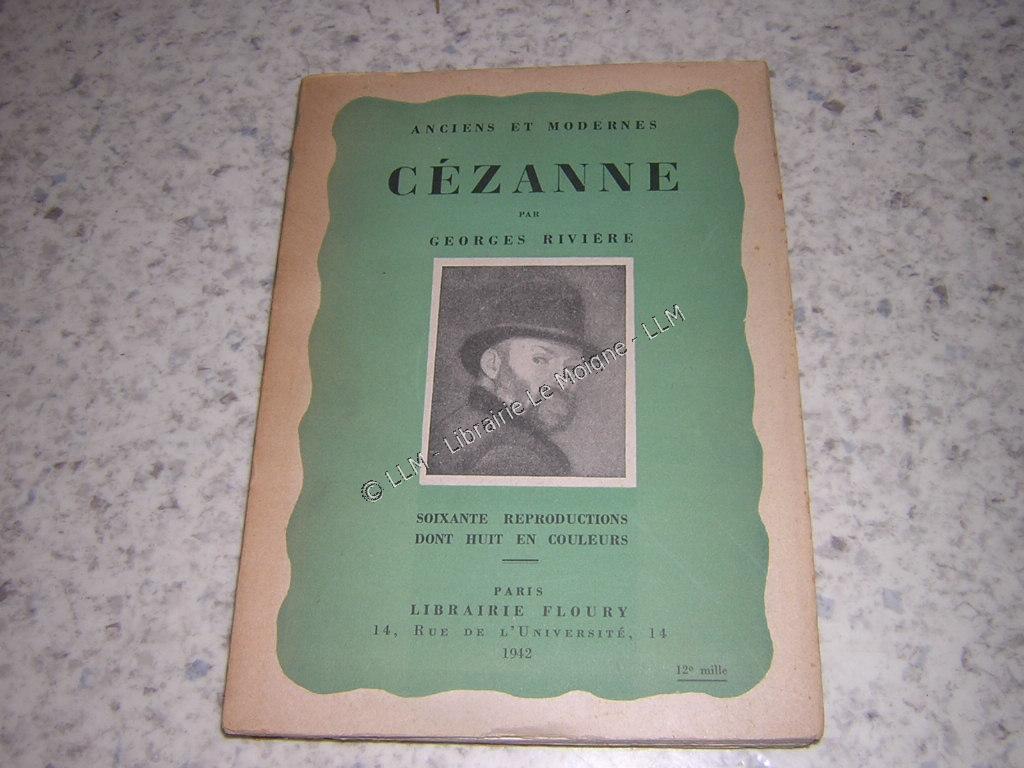 ANCIENS ET MODERNES
CÉZANNE
PAR
GEORGES RIVIÈRE
© LLM - Librairie Le Moigne - LLM
SOIXANTE REPRODUCTIONS
DONT HUIT EN COULEURS
PARIS
LIBRAIRIE FLOURY
14, RUE DE L'UNIVERSITÉ, 14
1942
12e mille